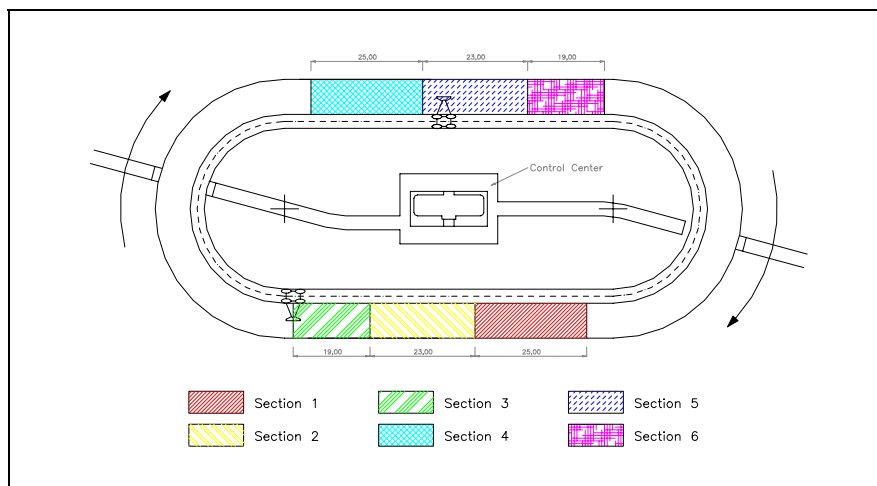 25,00 23,00 19,00
Control Center
19,00 23,00 25,00
Section 1 Section 3 Section 5
Section 2 Section 4 Section 6